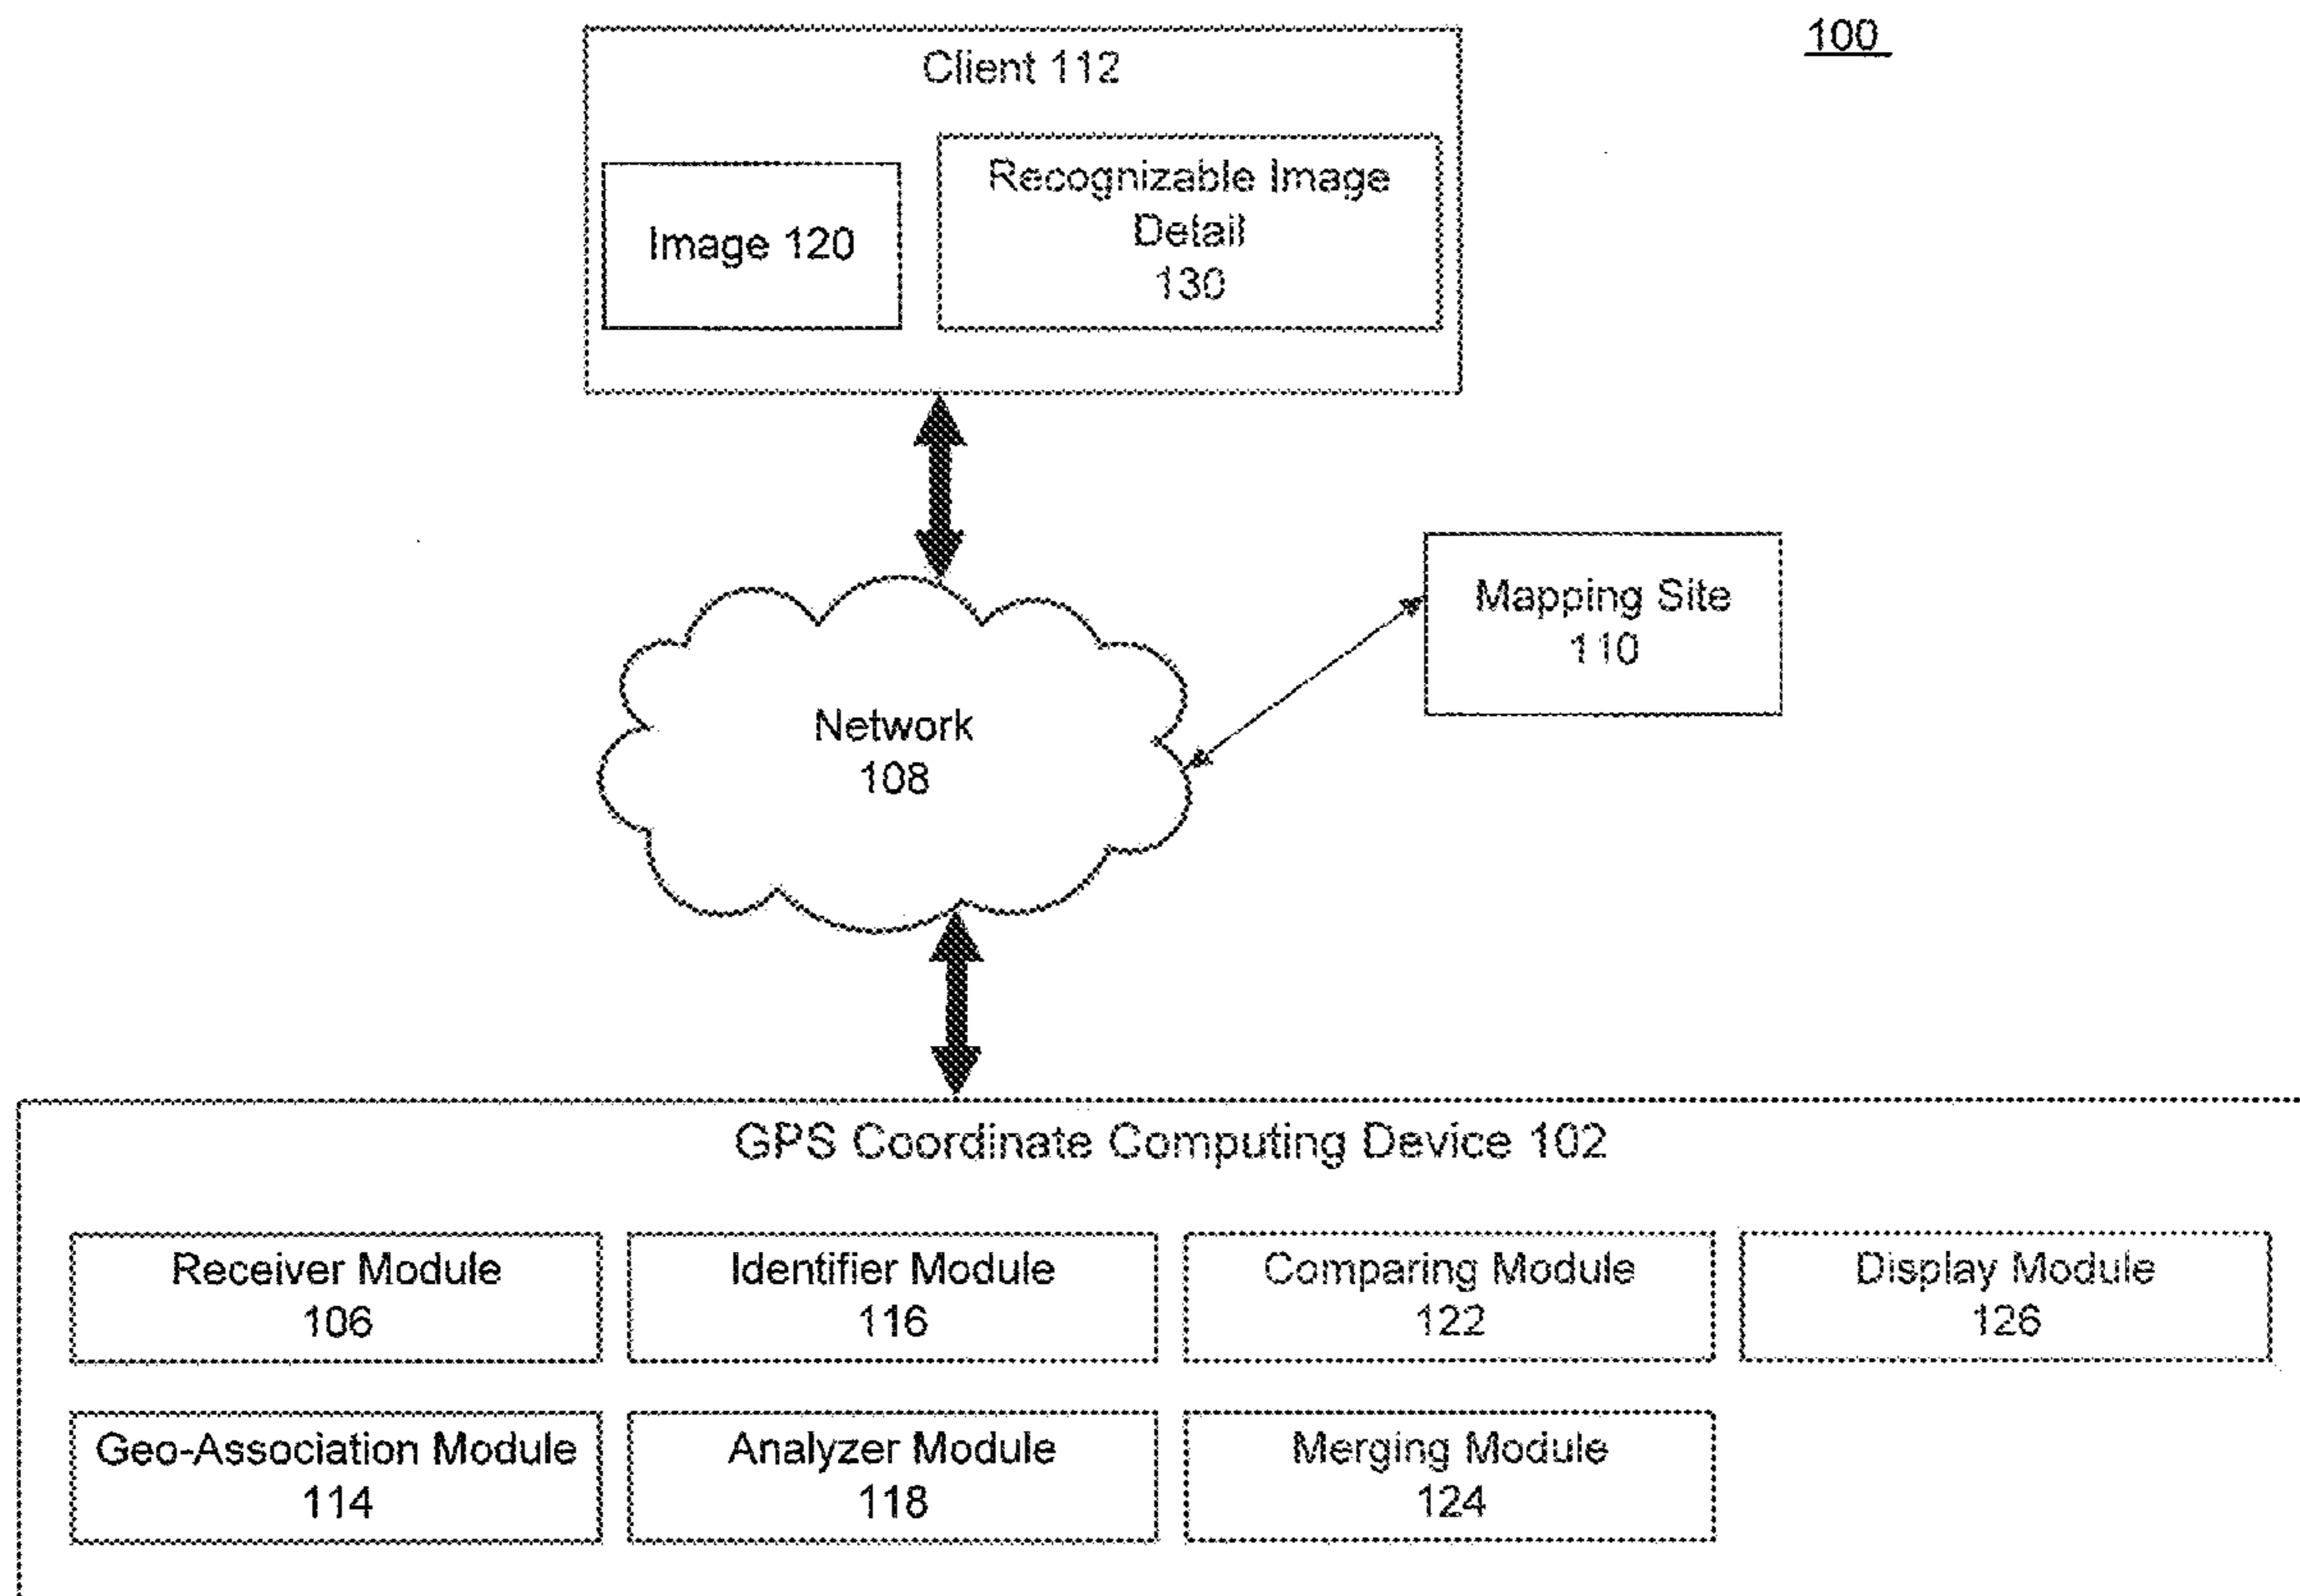 100
Client 112
Image 120
Recognizable Image
Detail
130
Mapping Site
110
Network
108
GPS Coordinate Computing Device 102
Receiver Module
106
Identifier Module
116
Comparing Module
122
Display Module
126
Geo-Association Module
114
Analyzer Module
118
Merging Module
124